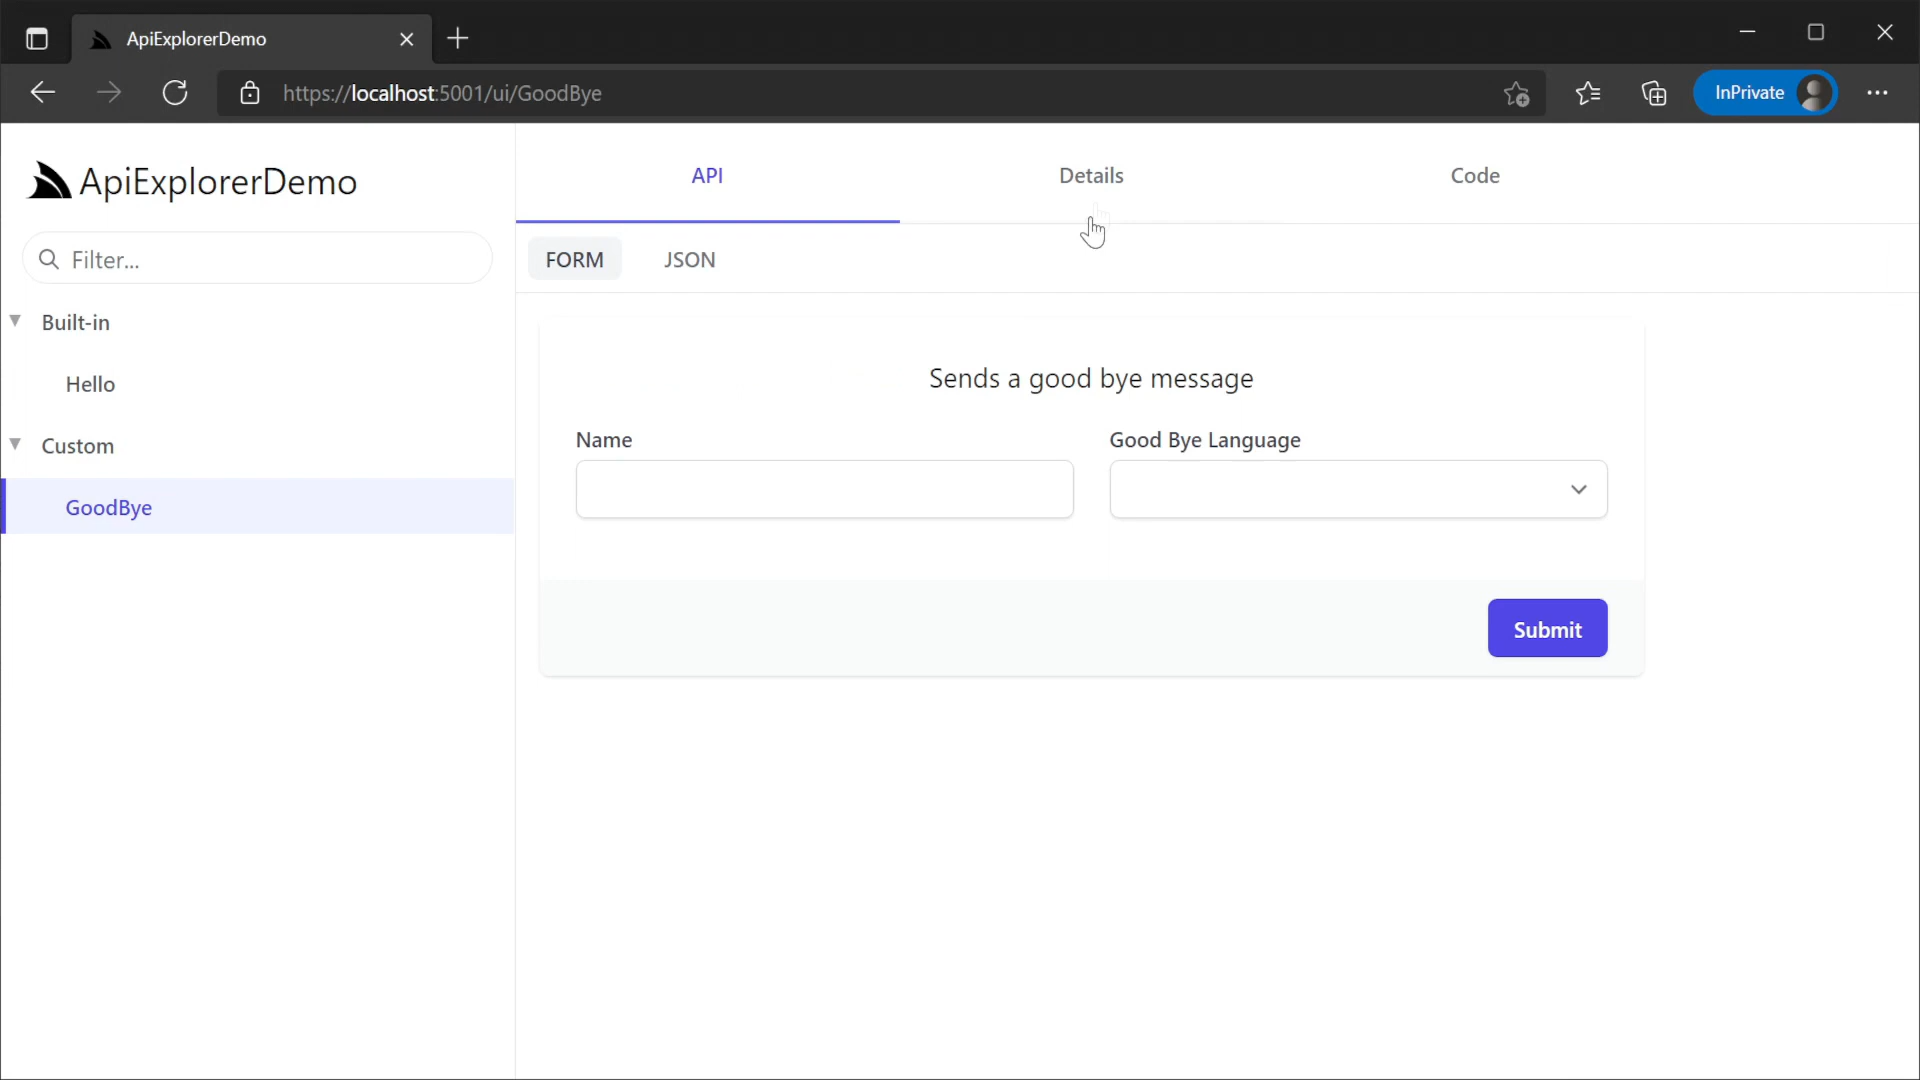 ApiExplorerDemo
https://localhost:5001/ui/GoodBye
InPrivate
ApiExplorerDemo
Filter...
Built-in
Hello
Custom
GoodBye
API
Details
Code
FORM
JSON
Sends a good bye message
Name
Good Bye Language
Submit